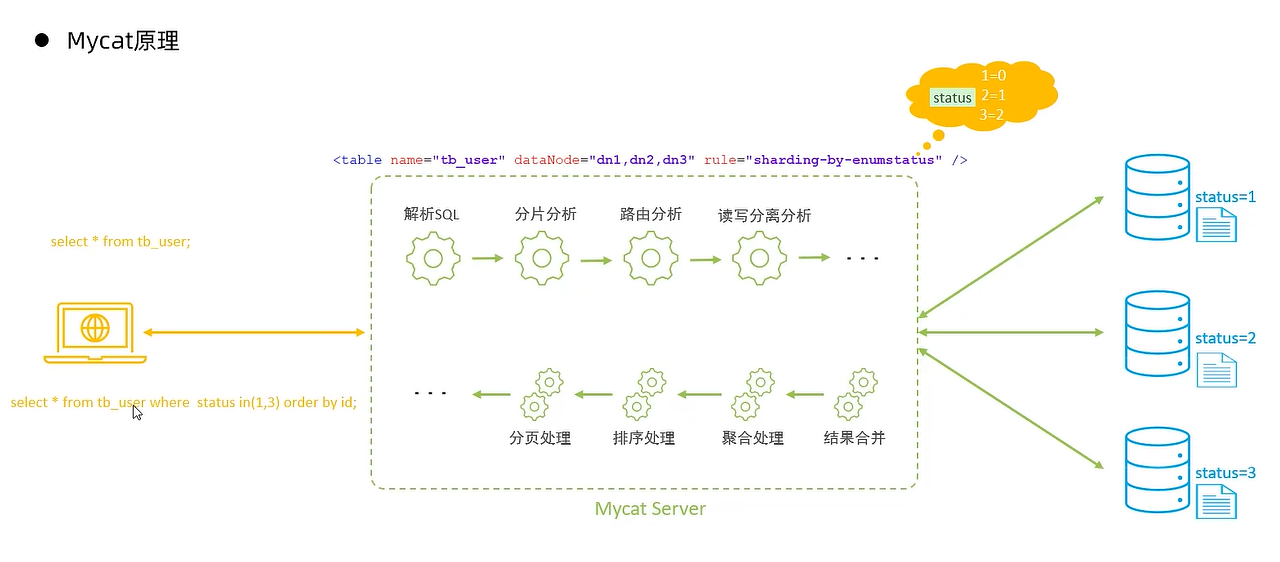 ● Mycat原理
1=0
status 2=1
3=2
<table name="tb_user" dataNode="dn1,dn2,dn3" rule="sharding-by-enumstatus" />
解析SQL 分片分析 路由分析 读写分离分析
select * from tb_user;
· · ·
status=1
status=2
select * from tb_user where status in(1,3) order by id;
· · ·
分页处理 排序处理 聚合处理 结果合并
status=3
Mycat Server